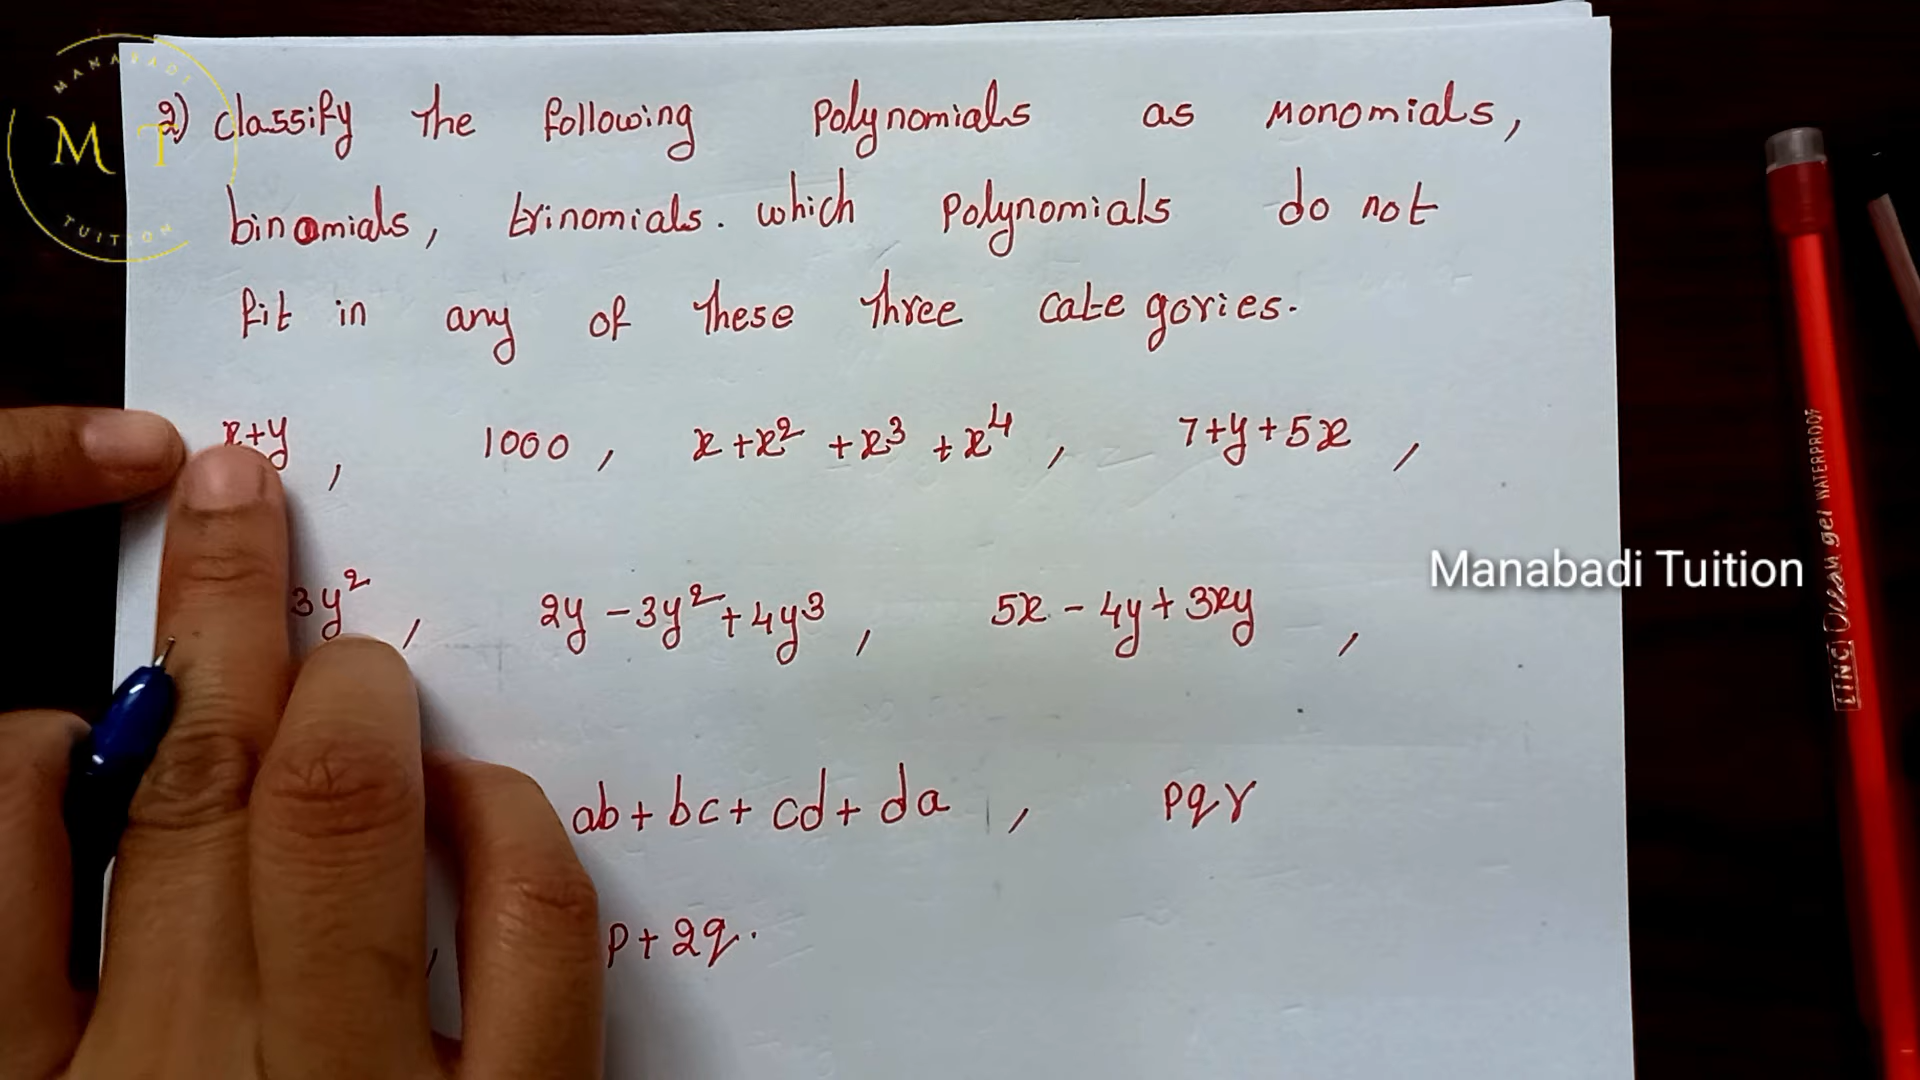 MANABADI
M T
TUITION
2) classify the following polynomials as monomials,
binomials, trinomials. which polynomials do not
fit in any of these three categories.
x+y, 1000, x+x²+x³+x⁴, 7+y+5x,
3y², 2y-3y²+4y³, 5x-4y+3xy,
ab+bc+cd+da, pqr
, p+2q.
Manabadi Tuition
LINC Ocean gel WATERPROOF